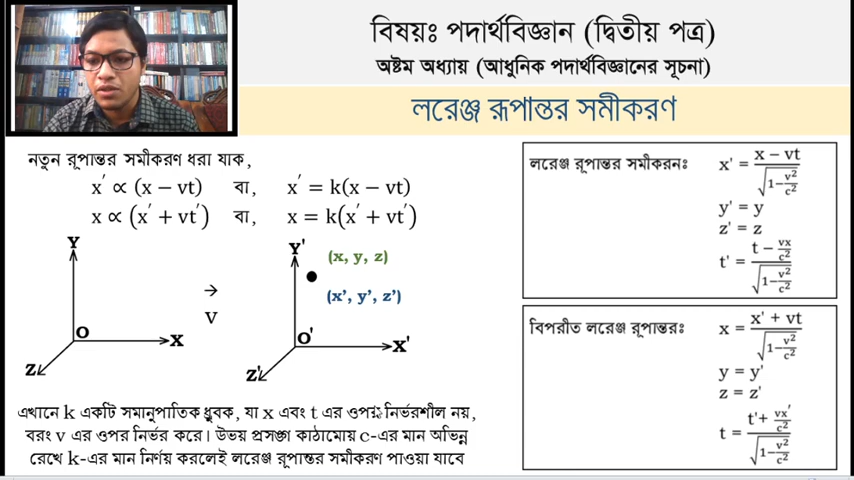 বিষয়ঃ পদার্থবিজ্ঞান (দ্বিতীয় পত্র)
অষ্টম অধ্যায় (আধুনিক পদার্থবিজ্ঞানের সূচনা)
লরেঞ্জ রূপান্তর সমীকরণ
নতুন রূপান্তর সমীকরণ ধরা যাক,
x′ ∝ (x − vt) বা, x′ = k(x − vt)
x ∝ (x′ + vt′) বা, x = k(x′ + vt′)
Y
→
V
O
X
Z
Y'
(x, y, z)
(x’, y’, z’)
O'
X'
Z'
এখানে k একটি সমানুপাতিক ধ্রুবক, যা x এবং t এর ওপর নির্ভরশীল নয়,
বরং v এর ওপর নির্ভর করে। উভয় প্রসঙ্গ কাঠামোয় c-এর মান অভিন্ন
রেখে k-এর মান নির্ণয় করলেই লরেঞ্জ রূপান্তর সমীকরণ পাওয়া যাবে
লরেঞ্জ রূপান্তর সমীকরনঃ x' = (x − vt)/√(1−v²/c²)
y' = y
z' = z
t' = (t − vx/c²)/√(1−v²/c²)
বিপরীত লরেঞ্জ রূপান্তরঃ x = (x' + vt)/√(1−v²/c²)
y = y'
z = z'
t = (t'+ vx′/c²)/√(1−v²/c²)